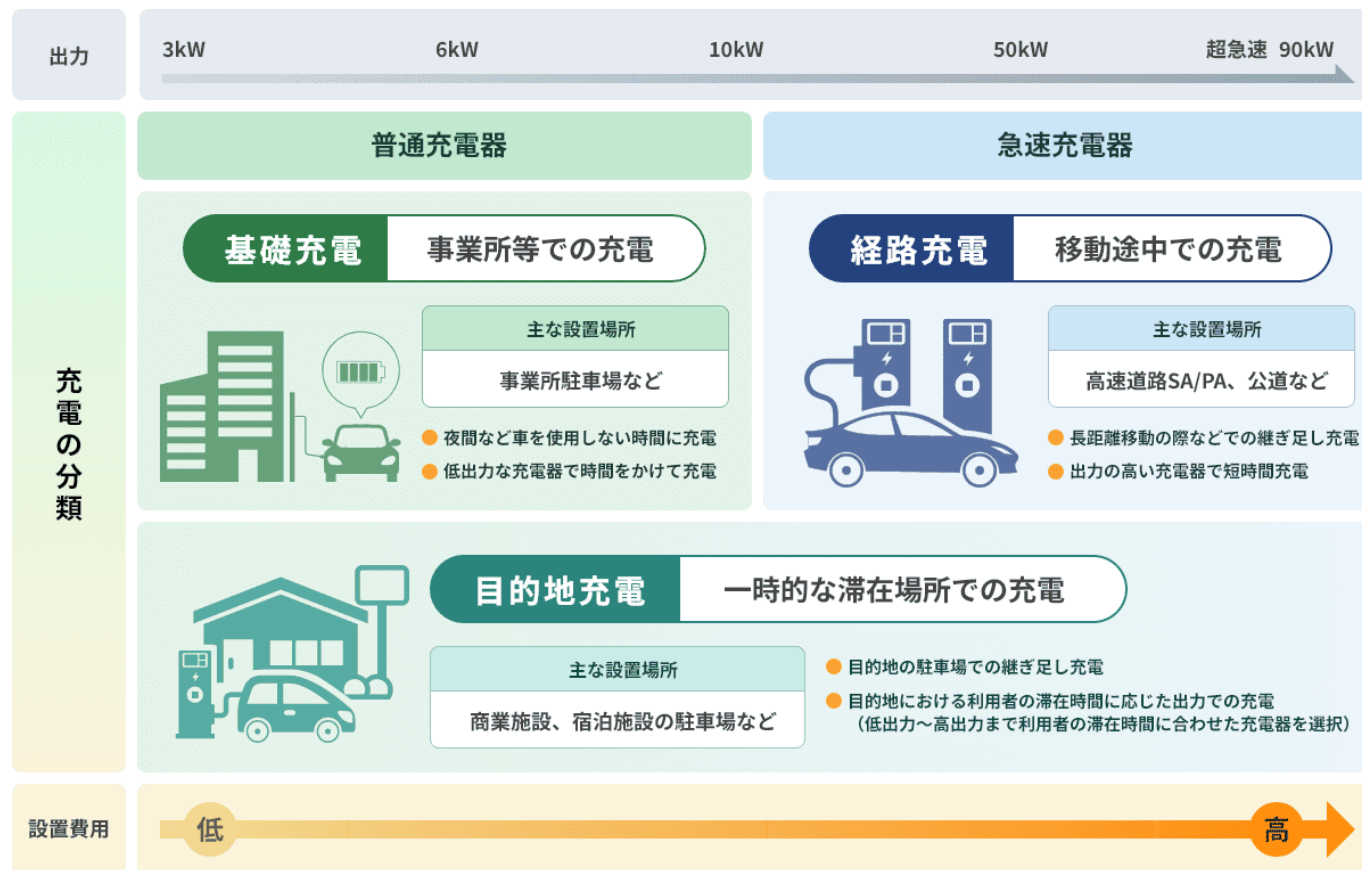 出力
3kW 6kW 10kW 50kW 超急速 90kW
充電の分類
普通充電器
急速充電器
基礎充電 事業所等での充電
主な設置場所
事業所駐車場など
夜間など車を使用しない時間に充電
低出力な充電器で時間をかけて充電
経路充電 移動途中での充電
主な設置場所
高速道路SA/PA、公道など
長距離移動の際などでの継ぎ足し充電
出力の高い充電器で短時間充電
目的地充電 一時的な滞在場所での充電
主な設置場所
商業施設、宿泊施設の駐車場など
目的地の駐車場での継ぎ足し充電
目的地における利用者の滞在時間に応じた出力での充電
（低出力～高出力まで利用者の滞在時間に合わせた充電器を選択）
設置費用
低 高